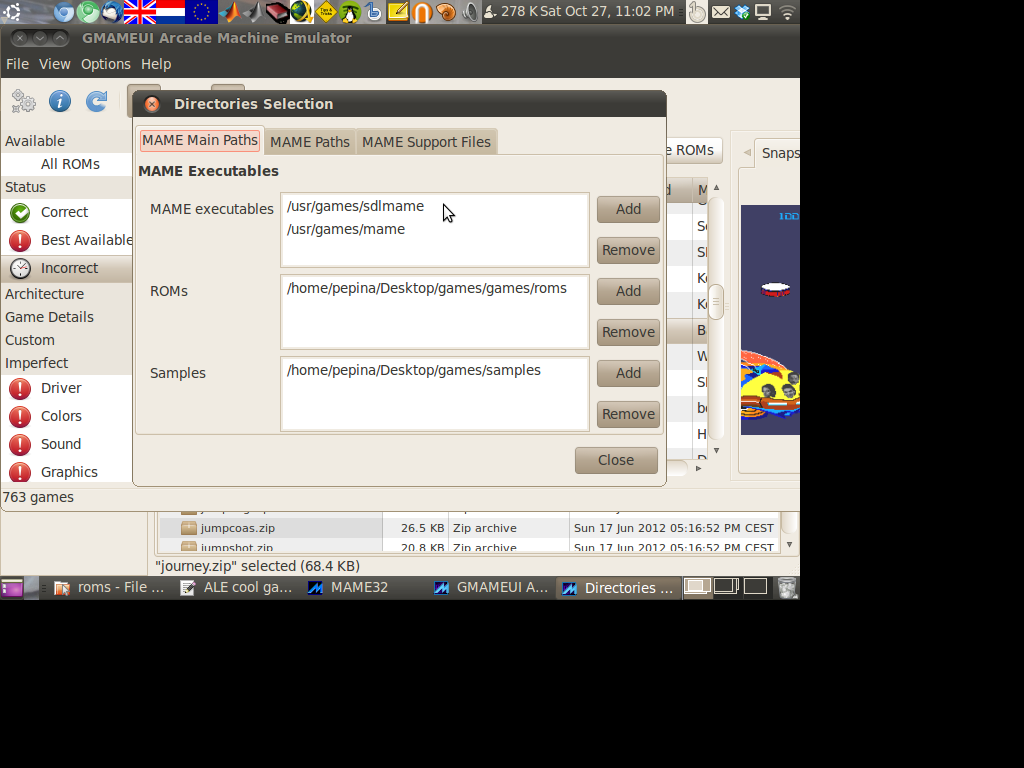 278 K Sat Oct 27, 11:02 PM
GMAMEUI Arcade Machine Emulator
File View Options Help
Directories Selection
MAME Main Paths MAME Paths MAME Support Files
Available
All ROMs
Status
Correct
Best Available
Incorrect
Architecture
Game Details
Custom
Imperfect
Driver
Colors
Sound
Graphics
MAME Executables
MAME executables
/usr/games/sdlmame
/usr/games/mame
Add
Remove
ROMs
/home/pepina/Desktop/games/games/roms
Add
Remove
Samples
/home/pepina/Desktop/games/samples
Add
Remove
Close
e ROMs
Snaps
763 games
jumpcoas.zip 26.5 KB Zip archive Sun 17 Jun 2012 05:16:52 PM CEST
jumpshot.zip 20.8 KB Zip archive Sun 17 Jun 2012 05:16:52 PM CEST
"journey.zip" selected (68.4 KB)
roms - File ... ALE cool ga... MAME32 GMAMEUI A... Directories ...